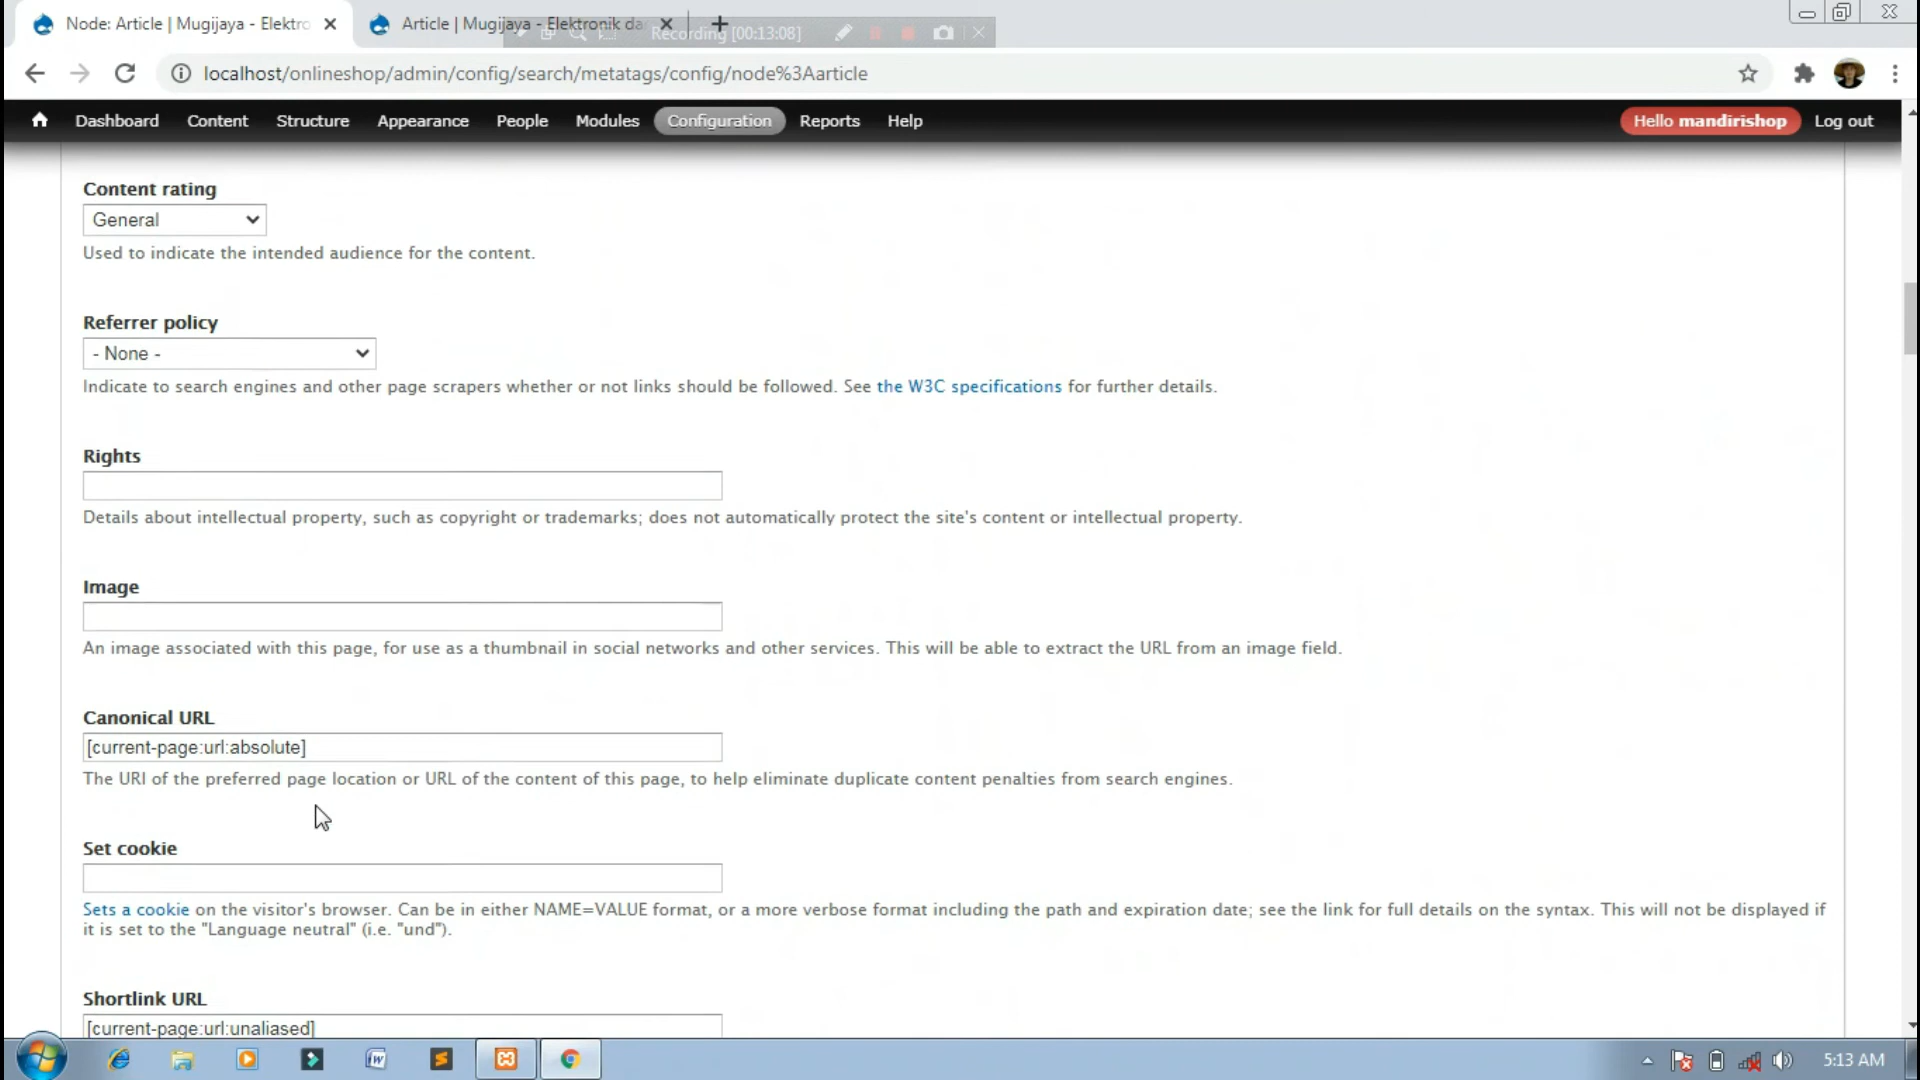 Node: Article | Mugijaya - Elektro
Article | Mugijaya - Elektronik da
Recording [00:13:08]
localhost/onlineshop/admin/config/search/metatags/config/node%3Aarticle
Dashboard Content Structure Appearance People Modules Configuration Reports Help Hello mandirishop Log out
Content rating
General
Used to indicate the intended audience for the content.
Referrer policy
- None -
Indicate to search engines and other page scrapers whether or not links should be followed. See the W3C specifications for further details.
Rights
Details about intellectual property, such as copyright or trademarks; does not automatically protect the site's content or intellectual property.
Image
An image associated with this page, for use as a thumbnail in social networks and other services. This will be able to extract the URL from an image field.
Canonical URL
[current-page:url:absolute]
The URI of the preferred page location or URL of the content of this page, to help eliminate duplicate content penalties from search engines.
Set cookie
Sets a cookie on the visitor's browser. Can be in either NAME=VALUE format, or a more verbose format including the path and expiration date; see the link for full details on the syntax. This will not be displayed if
it is set to the "Language neutral" (i.e. "und").
Shortlink URL
[current-page:url:unaliased]
5:13 AM